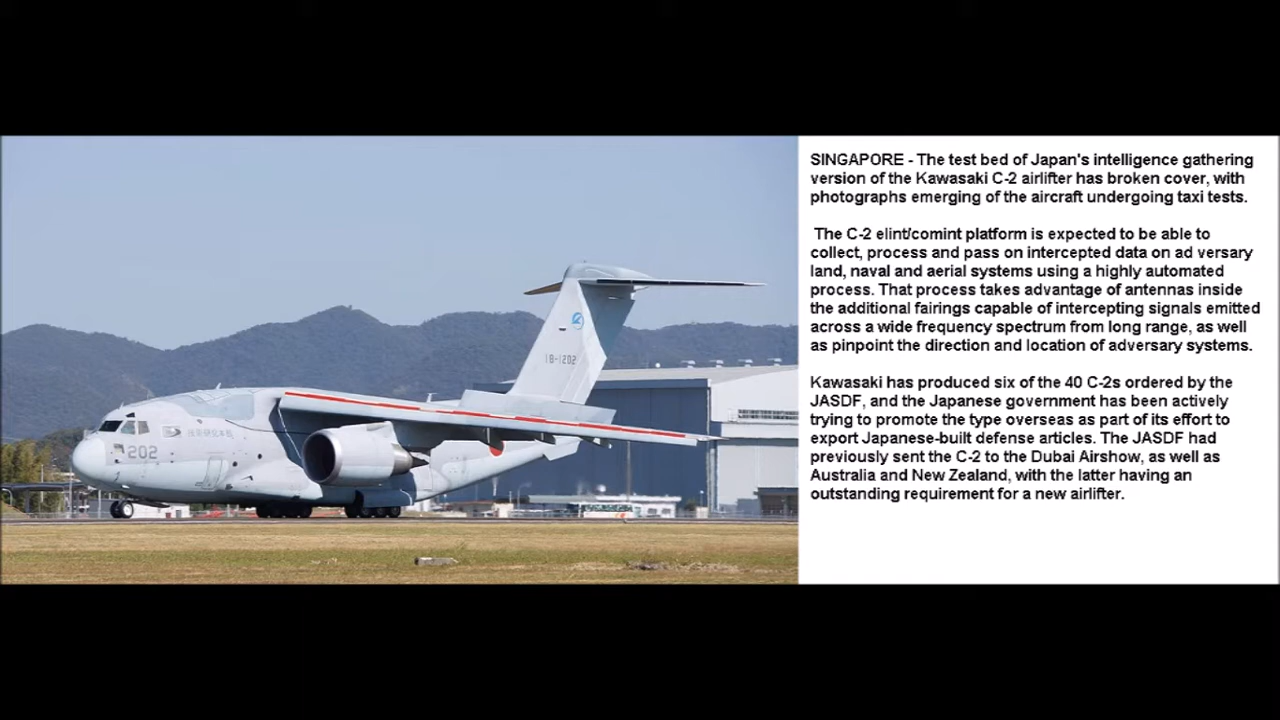 SINGAPORE - The test bed of Japan's intelligence gathering
version of the Kawasaki C-2 airlifter has broken cover, with
photographs emerging of the aircraft undergoing taxi tests.
The C-2 elint/comint platform is expected to be able to
collect, process and pass on intercepted data on ad versary
land, naval and aerial systems using a highly automated
process. That process takes advantage of antennas inside
the additional fairings capable of intercepting signals emitted
across a wide frequency spectrum from long range, as well
as pinpoint the direction and location of adversary systems.
Kawasaki has produced six of the 40 C-2s ordered by the
JASDF, and the Japanese government has been actively
trying to promote the type overseas as part of its effort to
export Japanese-built defense articles. The JASDF had
previously sent the C-2 to the Dubai Airshow, as well as
Australia and New Zealand, with the latter having an
outstanding requirement for a new airlifter.
18-1202
202